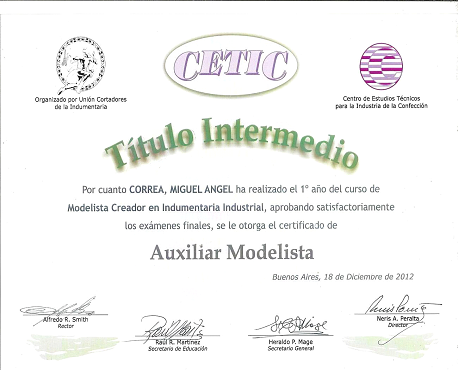 CETIC
Organizado por Unión Cortadores
de la Indumentaria
Centro de Estudios Técnicos
para la Industria de la Confección
Título Intermedio
Por cuanto CORREA, MIGUEL ANGEL ha realizado el 1º año del curso de
Modelista Creador en Indumentaria Industrial, aprobando satisfactoriamente
los exámenes finales, se le otorga el certificado de
Auxiliar Modelista
Buenos Aires, 18 de Diciembre de 2012
Alfredo R. Smith
Rector
Raúl R. Martínez
Secretario de Educación
Heraldo P. Mage
Secretario General
Neris A. Peralta
Director